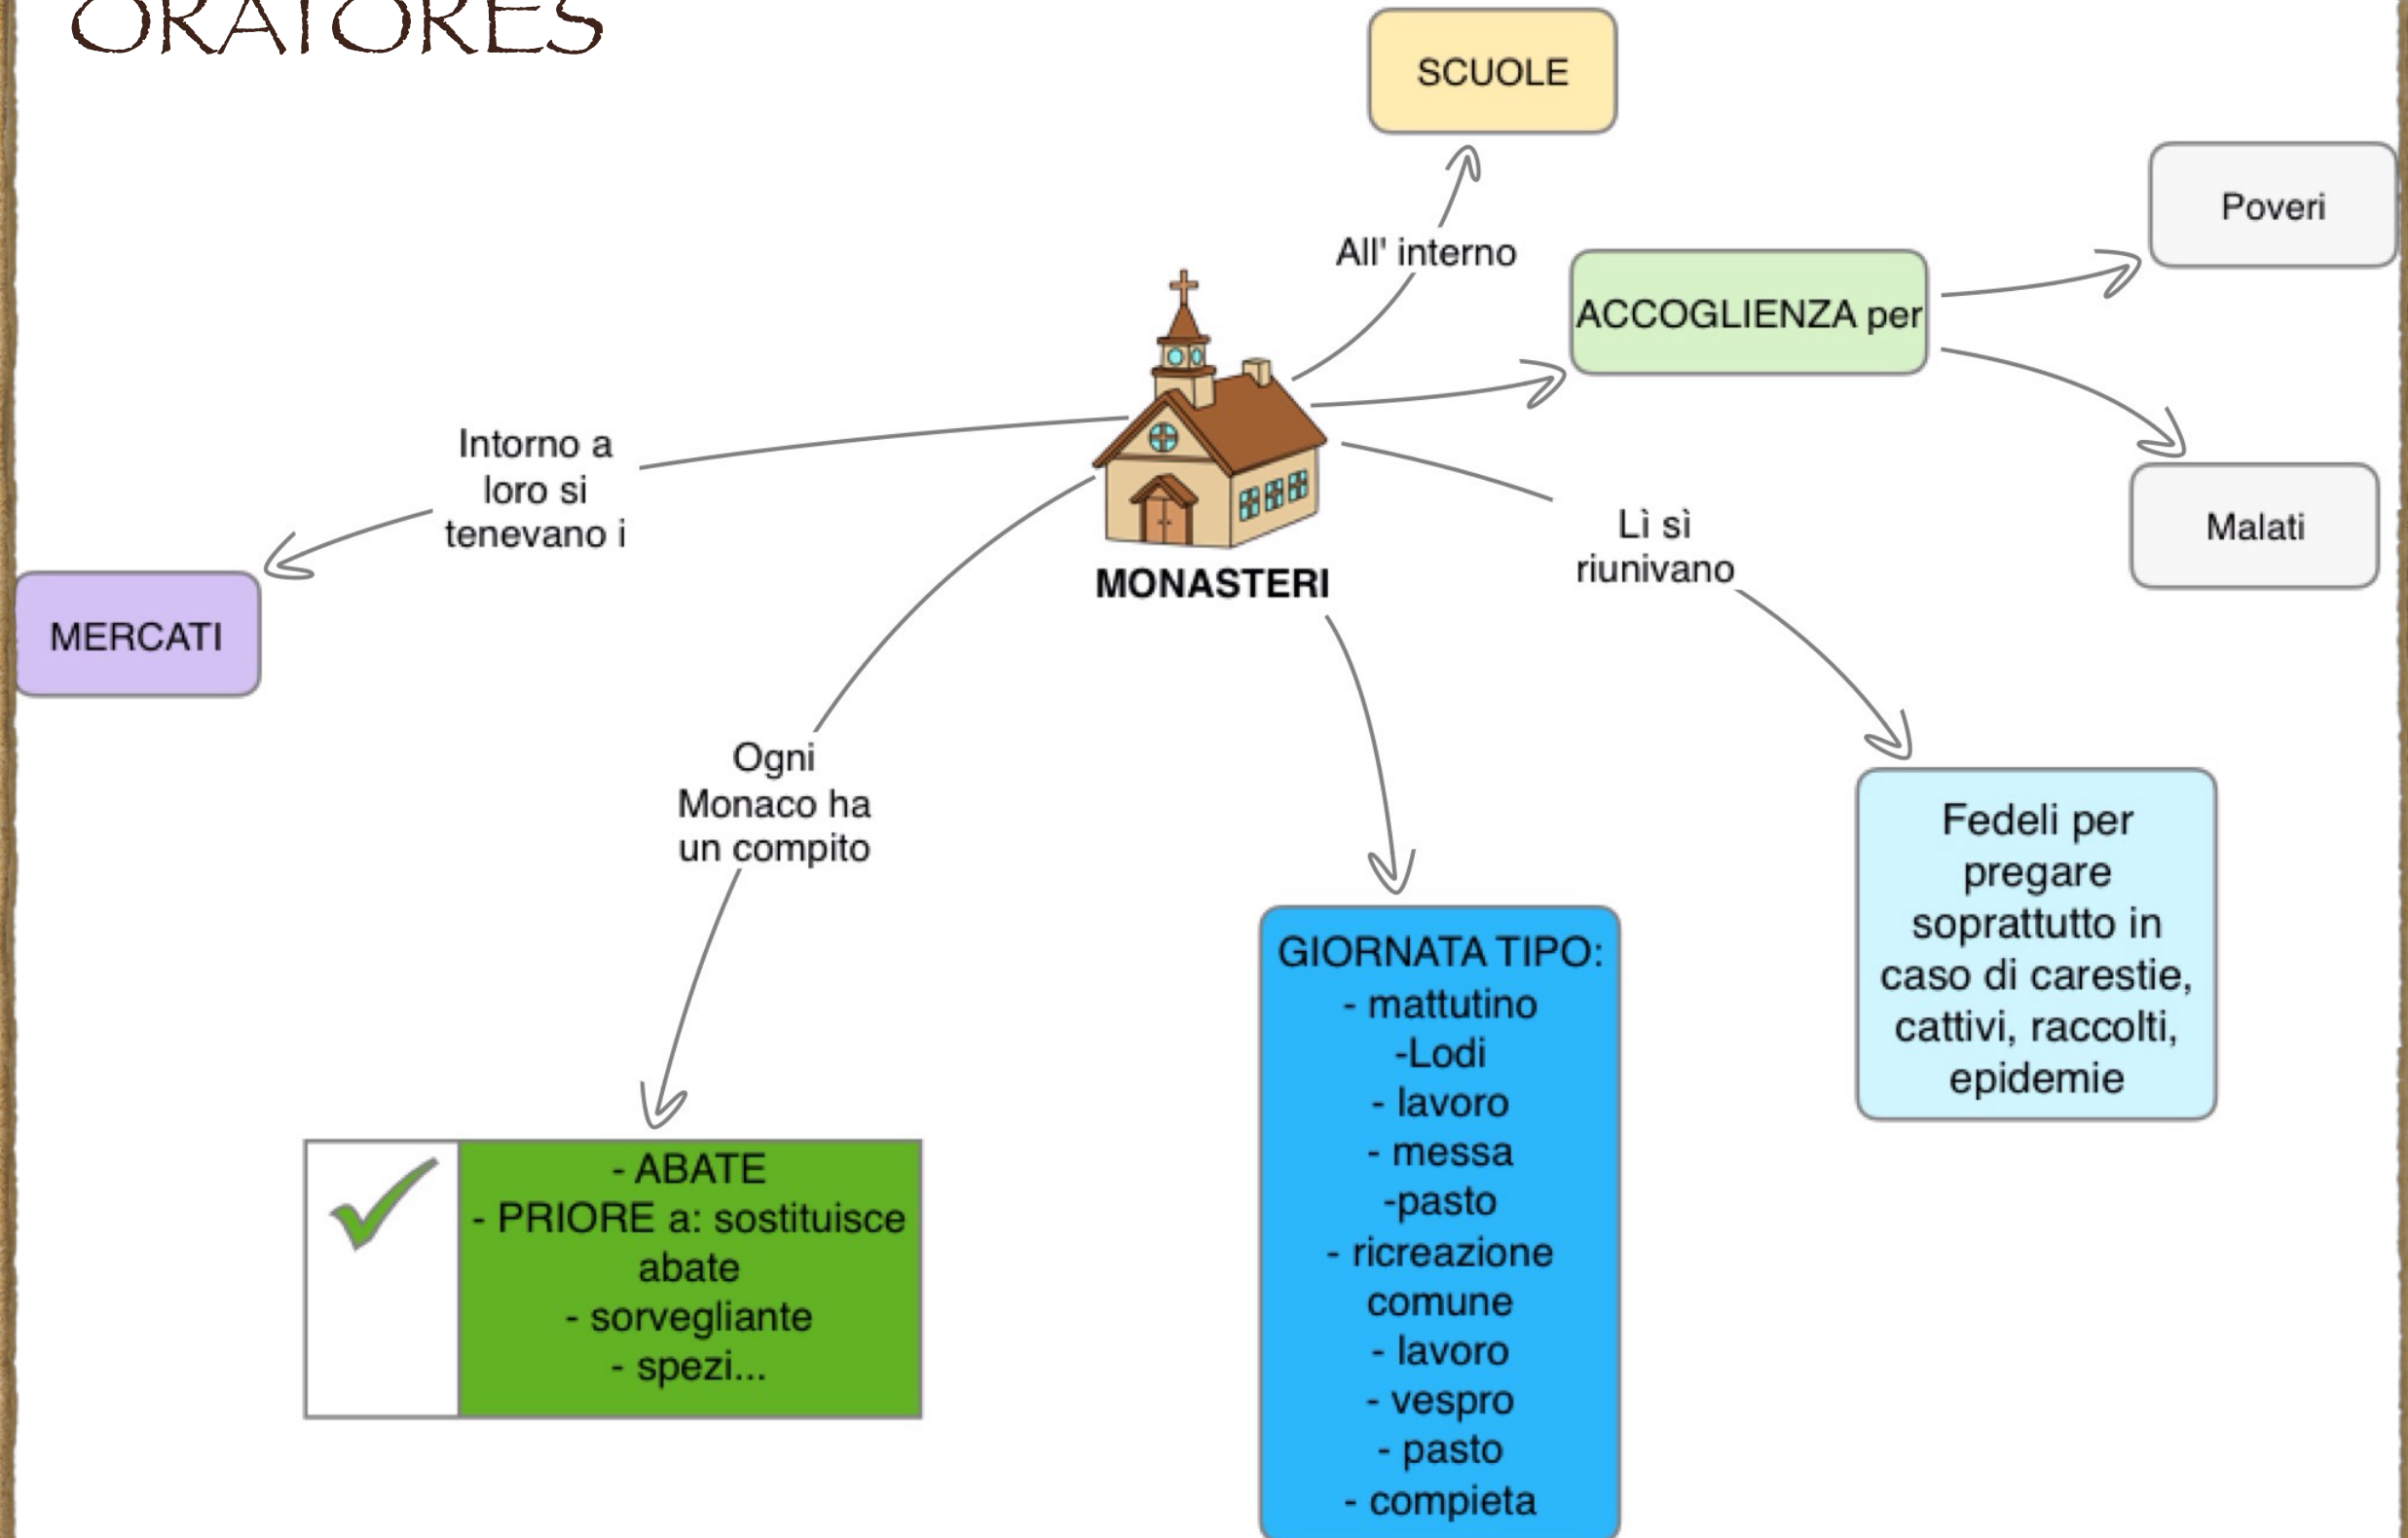 ORATORES
SCUOLE
Poveri
All' interno
ACCOGLIENZA per
Intorno a
loro si
tenevano i
Lì sì
riunivano
Malati
MONASTERI
MERCATI
Ogni
Monaco ha
un compito
Fedeli per
pregare
soprattutto in
caso di carestie,
cattivi, raccolti,
epidemie
GIORNATA TIPO:
- mattutino
-Lodi
- lavoro
- messa
-pasto
- ricreazione
comune
- lavoro
- vespro
- pasto
- compieta
- ABATE
- PRIORE a: sostituisce
abate
- sorvegliante
- spezi...